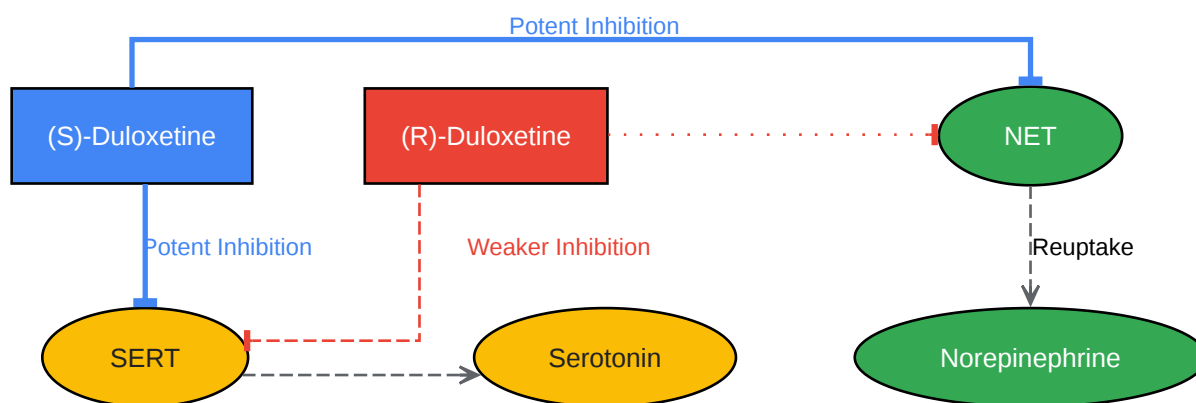 Potent Inhibition
(S)-Duloxetine
(R)-Duloxetine
NET
Potent Inhibition
Weaker Inhibition
Reuptake
SERT
Serotonin
Norepinephrine